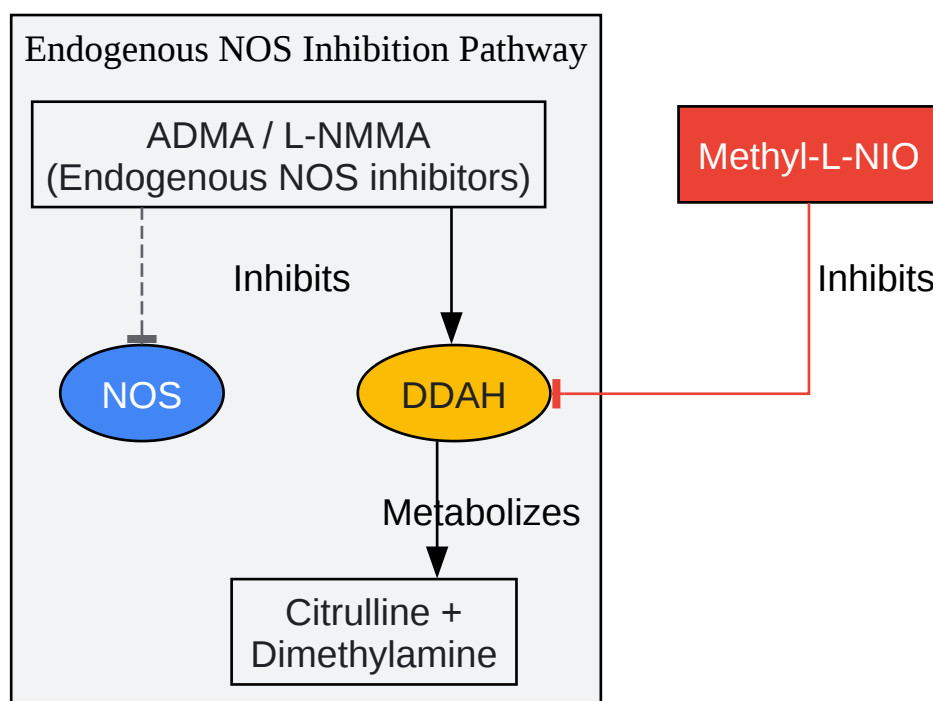 Endogenous NOS Inhibition Pathway
ADMA / L-NMMA
(Endogenous NOS inhibitors)
Methyl-L-NIO
Inhibits
Inhibits
NOS
DDAH
Metabolizes
Citrulline +
Dimethylamine